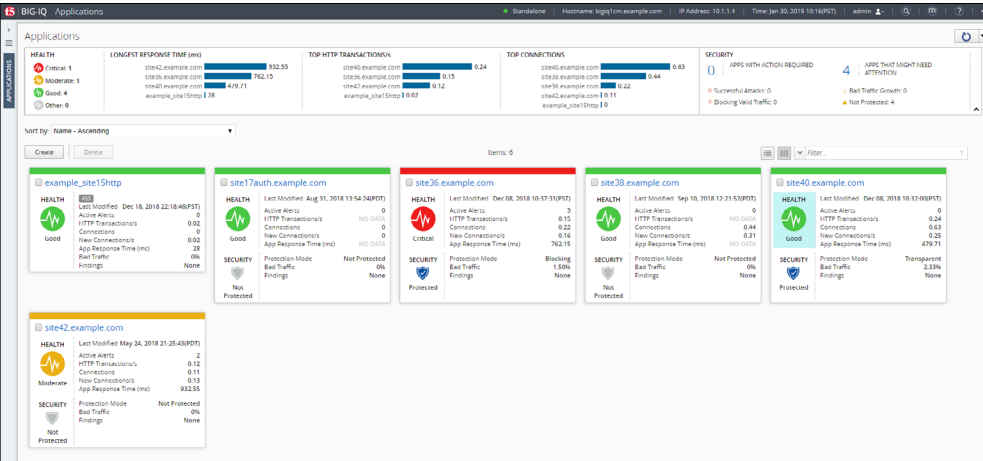 f5 BIG-IQ Applications Standalone Hostname: bigiq1cm.example.com IP Address: 10.1.1.4 Time: Jan 30, 2019 10:16(PST) admin
APPLICATIONS
Applications
HEALTH
Critical: 1
Moderate: 1
Good: 4
Other: 0
LONGEST RESPONSE TIME (ms)
site42.example.com 932.55
site36.example.com 762.15
site40.example.com 479.71
example_site15http 28
TOP HTTP TRANSACTIONS/s
site40.example.com 0.24
site36.example.com 0.15
site42.example.com 0.12
example_site15http 0.02
TOP CONNECTIONS
site40.example.com 0.63
site38.example.com 0.44
site36.example.com 0.22
site42.example.com 0.11
example_site15http 0
SECURITY
0 APPS WITH ACTION REQUIRED
Successful Attacks: 0
Blocking Valid Traffic: 0
4 APPS THAT MIGHT NEED
ATTENTION
Bad Traffic Growth: 0
Not Protected: 4
Sort by: Name - Ascending
Create Delete Items: 6 Filter...
example_site15http
HEALTH
Good
AS3
Last Modified Dec 18, 2018 22:18:46(PST)
Active Alerts 0
HTTP Transactions/s 0.02
Connections 0
New Connections/s 0.02
App Response Time (ms) 28
Bad Traffic 0%
Findings None
site17auth.example.com
HEALTH
Good
Last Modified Aug 31, 2018 13:54:24(PDT)
Active Alerts 0
HTTP Transactions/s NO DATA
Connections 0
New Connections/s 0
App Response Time (ms) NO DATA
SECURITY
Not
Protected
Protection Mode Not Protected
Bad Traffic 0%
Findings None
site36.example.com
HEALTH
Critical
Last Modified Dec 08, 2018 10:37:31(PST)
Active Alerts 3
HTTP Transactions/s 0.15
Connections 0.22
New Connections/s 0.16
App Response Time (ms) 762.15
SECURITY
Protected
Protection Mode Blocking
Bad Traffic 1.50%
Findings None
site38.example.com
HEALTH
Good
Last Modified Sep 10, 2018 12:21:52(PDT)
Active Alerts 0
HTTP Transactions/s NO DATA
Connections 0.44
New Connections/s 0.31
App Response Time (ms) NO DATA
SECURITY
Not
Protected
Protection Mode Not Protected
Bad Traffic 0%
Findings None
site40.example.com
HEALTH
Good
Last Modified Dec 08, 2018 10:32:00(PST)
Active Alerts 0
HTTP Transactions/s 0.24
Connections 0.63
New Connections/s 0.25
App Response Time (ms) 479.71
SECURITY
Protected
Protection Mode Transparent
Bad Traffic 2.33%
Findings None
site42.example.com
HEALTH
Moderate
Last Modified May 24, 2018 21:25:43(PDT)
Active Alerts 2
HTTP Transactions/s 0.12
Connections 0.11
New Connections/s 0.13
App Response Time (ms) 932.55
SECURITY
Not
Protected
Protection Mode Not Protected
Bad Traffic 0%
Findings None